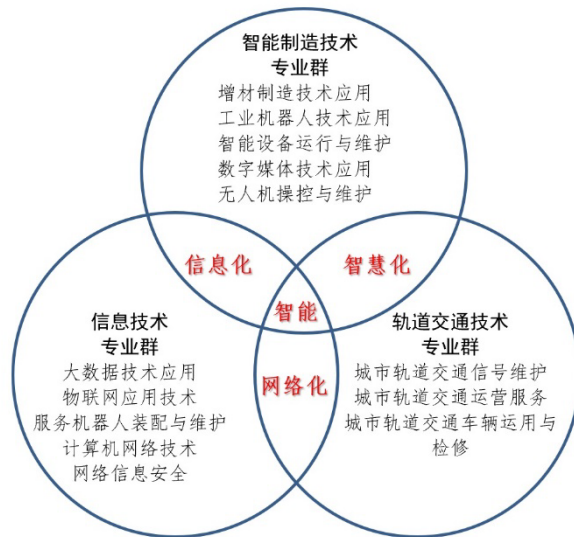 智能制造技术
专业群
增材制造技术应用
工业机器人技术应用
智能设备运行与维护
数字媒体技术应用
无人机操控与维护
信息化
智慧化
智能
网络化
信息技术
专业群
大数据技术应用
物联网应用技术
服务机器人装配与维护
计算机网络技术
网络信息安全
轨道交通技术
专业群
城市轨道交通信号维护
城市轨道交通运营服务
城市轨道交通车辆运用与
检修